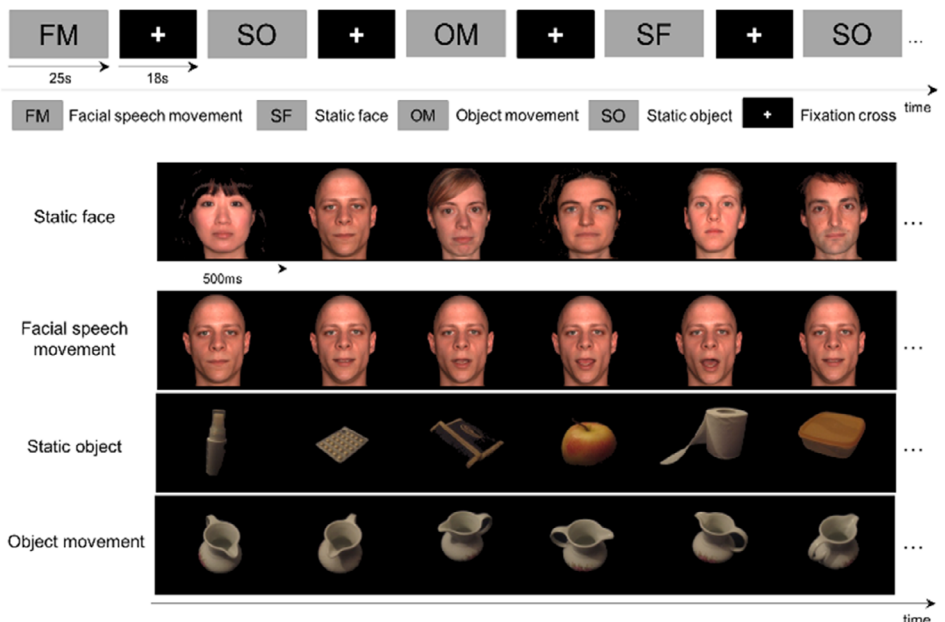 FM + SO + OM + SF + SO ...
25s 18s
time
FM Facial speech movement SF Static face OM Object movement SO Static object + Fixation cross
Static face ...
500ms
Facial speech
movement ...
Static object ...
Object movement ...
time